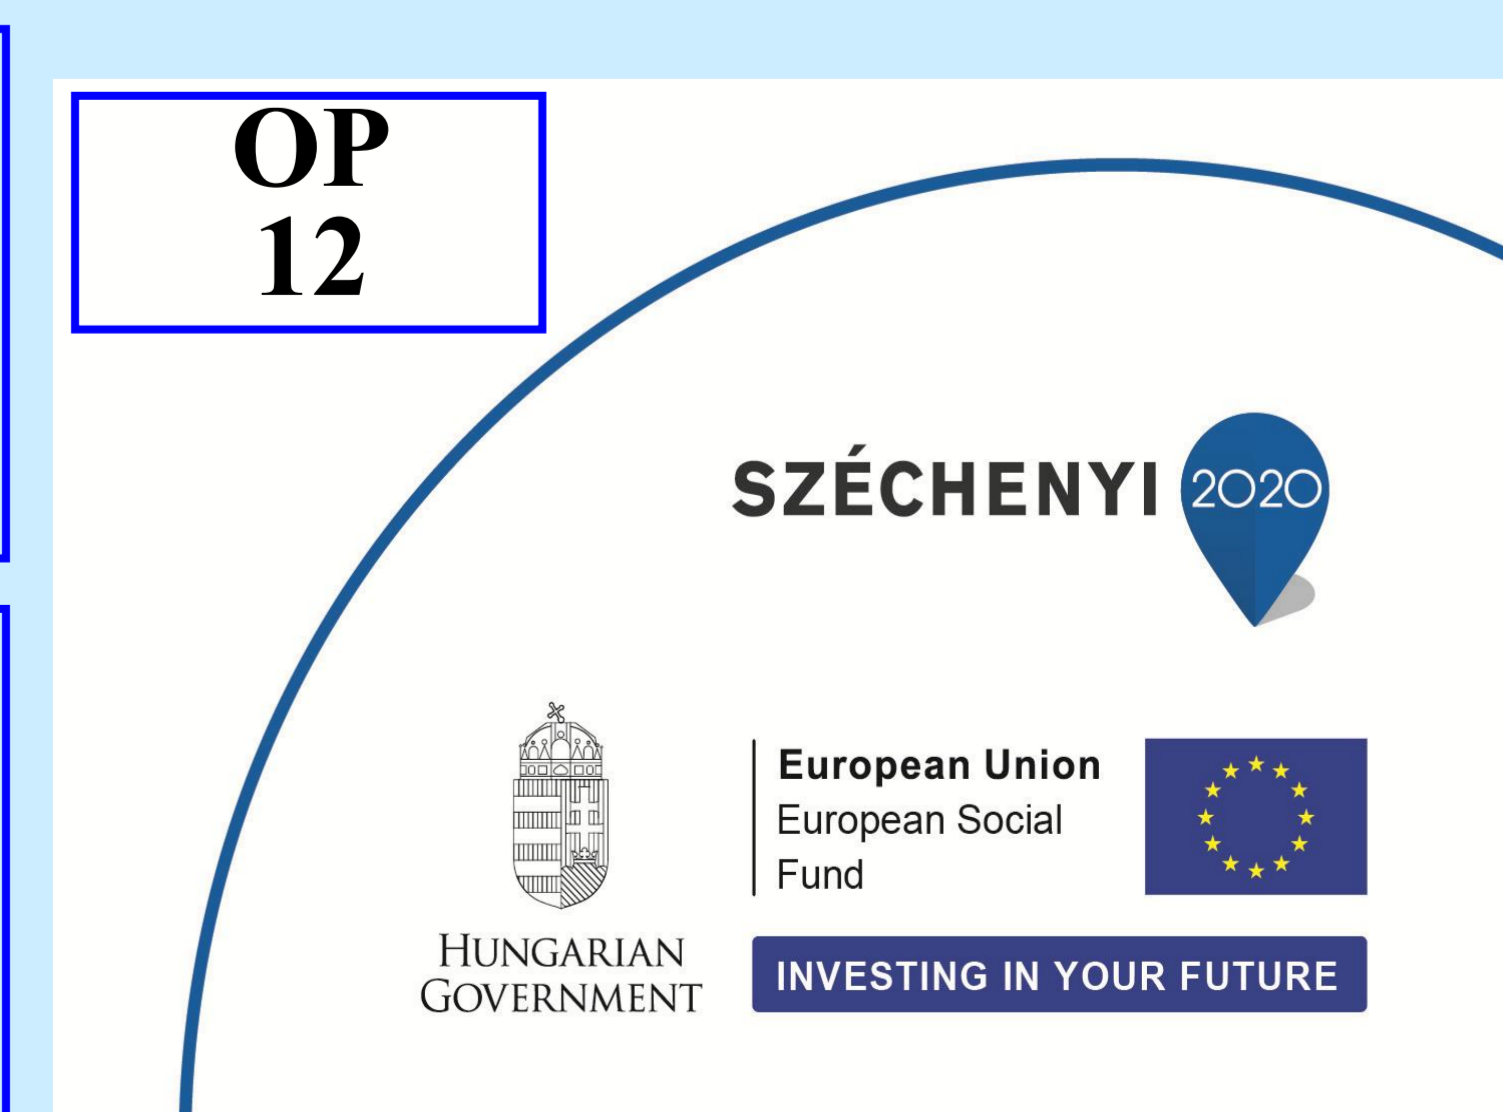 OP
12
SZÉCHENYI 2020
European Union
European Social
Fund
HUNGARIAN
GOVERNMENT
INVESTING IN YOUR FUTURE